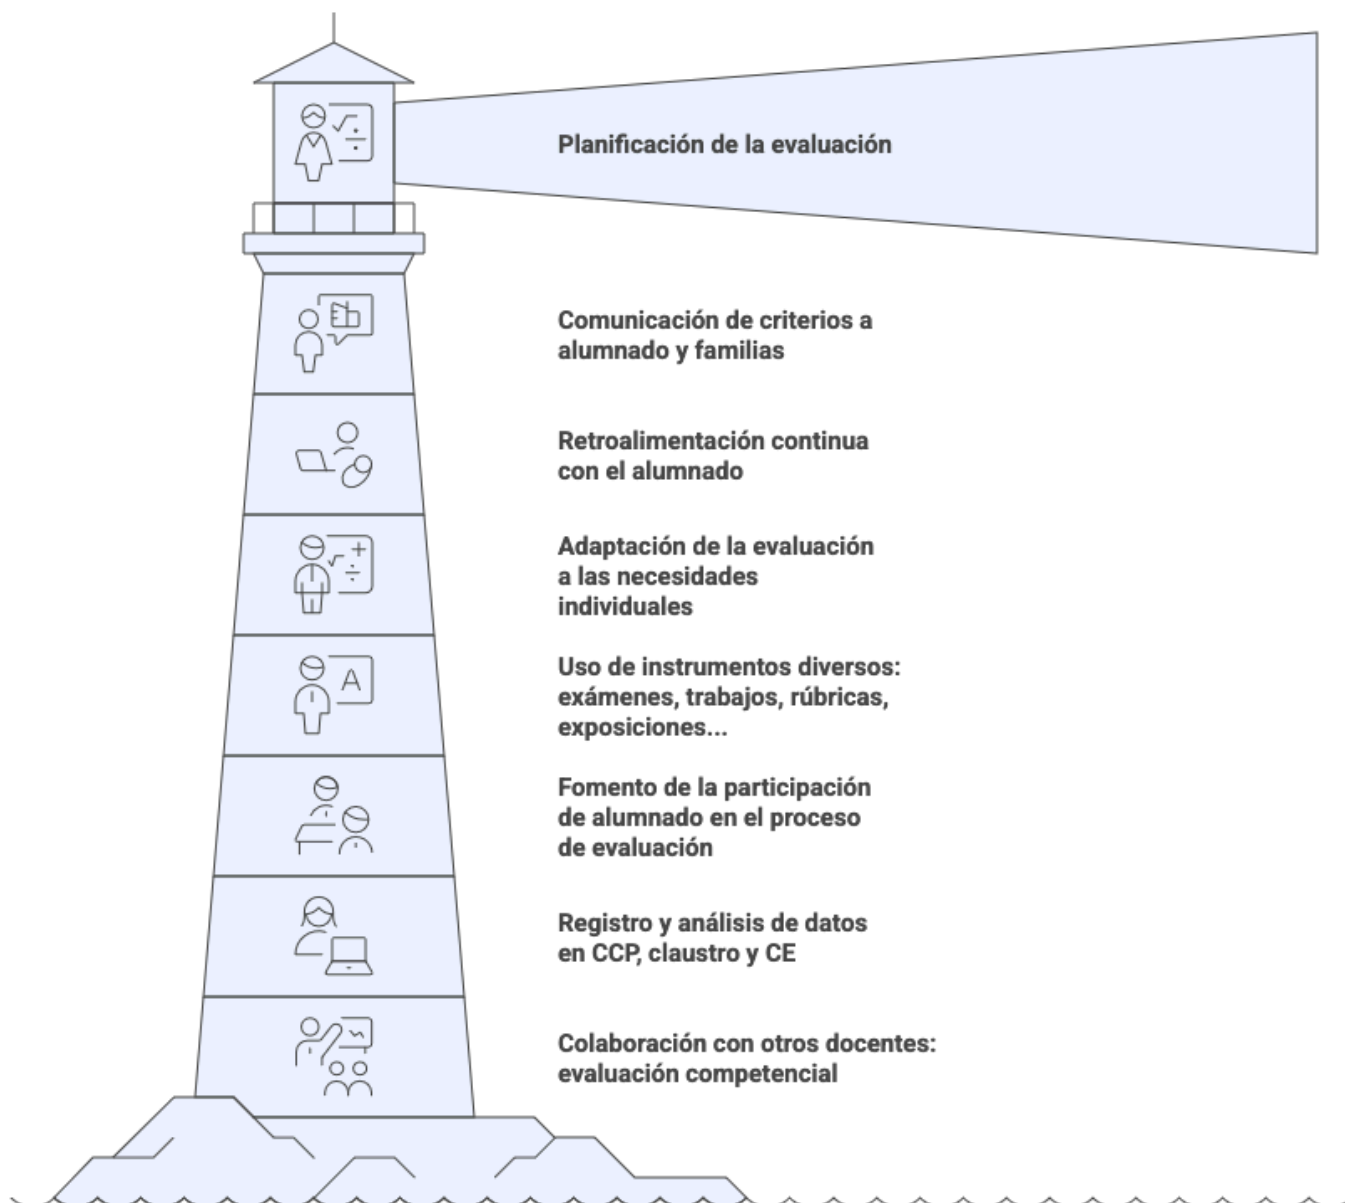 Planificación de la evaluación
Comunicación de criterios a
alumnado y familias
Retroalimentación continua
con el alumnado
Adaptación de la evaluación
a las necesidades
individuales
Uso de instrumentos diversos:
exámenes, trabajos, rúbricas,
exposiciones...
Fomento de la participación
de alumnado en el proceso
de evaluación
Registro y análisis de datos
en CCP, claustro y CE
Colaboración con otros docentes:
evaluación competencial